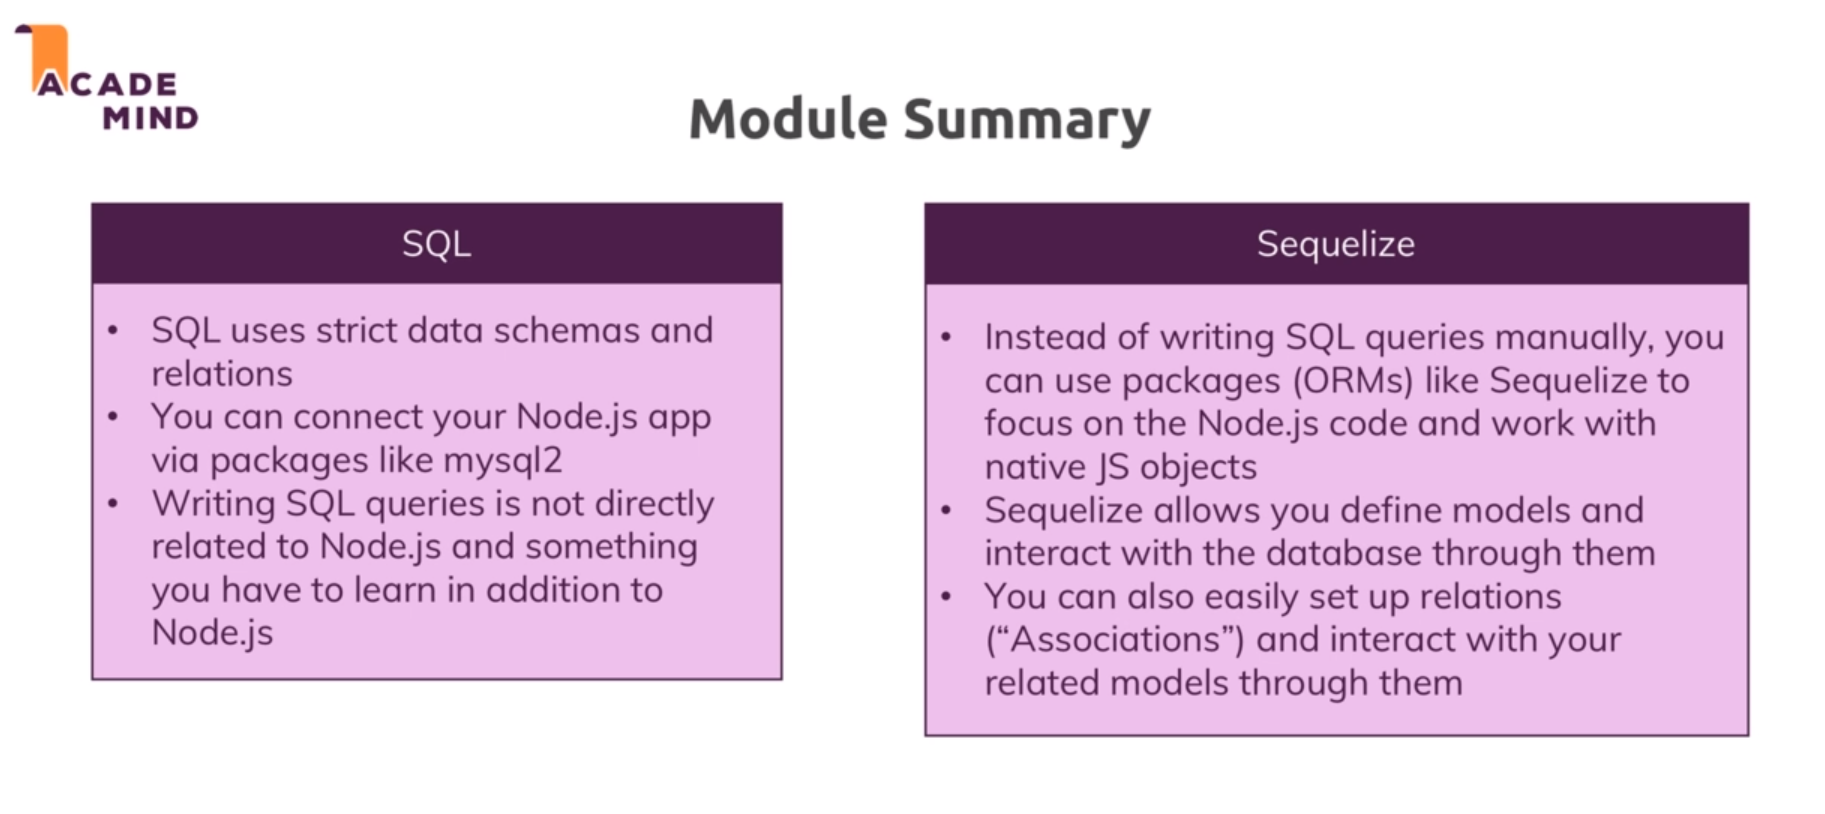 ACADE
MIND
Module Summary
SQL
• SQL uses strict data schemas and
relations
• You can connect your Node.js app
via packages like mysql2
• Writing SQL queries is not directly
related to Node.js and something
you have to learn in addition to
Node.js
Sequelize
• Instead of writing SQL queries manually, you
can use packages (ORMs) like Sequelize to
focus on the Node.js code and work with
native JS objects
• Sequelize allows you define models and
interact with the database through them
• You can also easily set up relations
(“Associations”) and interact with your
related models through them